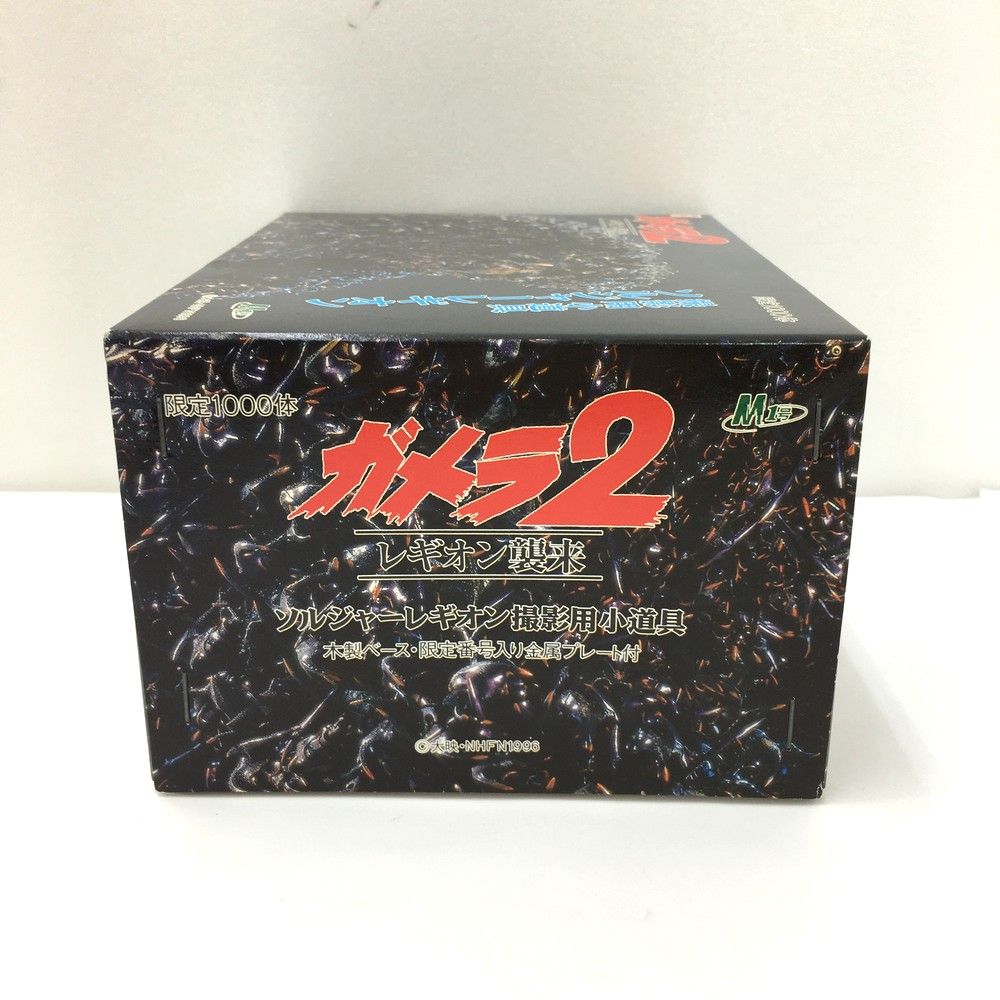 限定1000体
M1号
ガメラ2
レギオン襲来
ソルジャーレギオン撮影用小道具
木製ベース・限定番号入り金属プレート付
©大映・NHFN1996